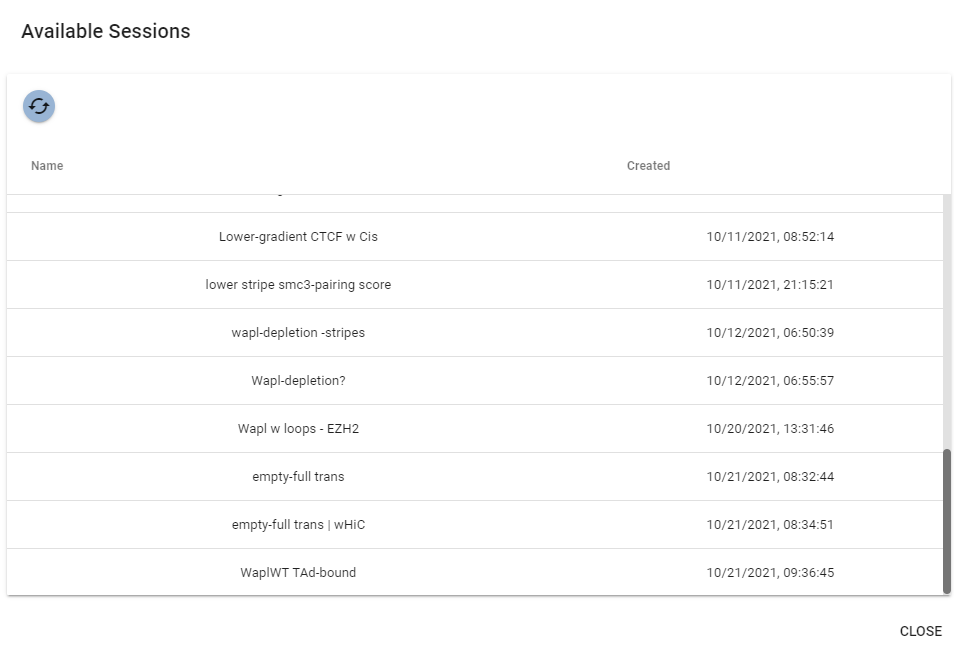 Available Sessions
Name Created
Lower-gradient CTCF w Cis 10/11/2021, 08:52:14
lower stripe smc3-pairing score 10/11/2021, 21:15:21
wapl-depletion -stripes 10/12/2021, 06:50:39
Wapl-depletion? 10/12/2021, 06:55:57
Wapl w loops - EZH2 10/20/2021, 13:31:46
empty-full trans 10/21/2021, 08:32:44
empty-full trans | wHiC 10/21/2021, 08:34:51
WaplWT TAd-bound 10/21/2021, 09:36:45
CLOSE